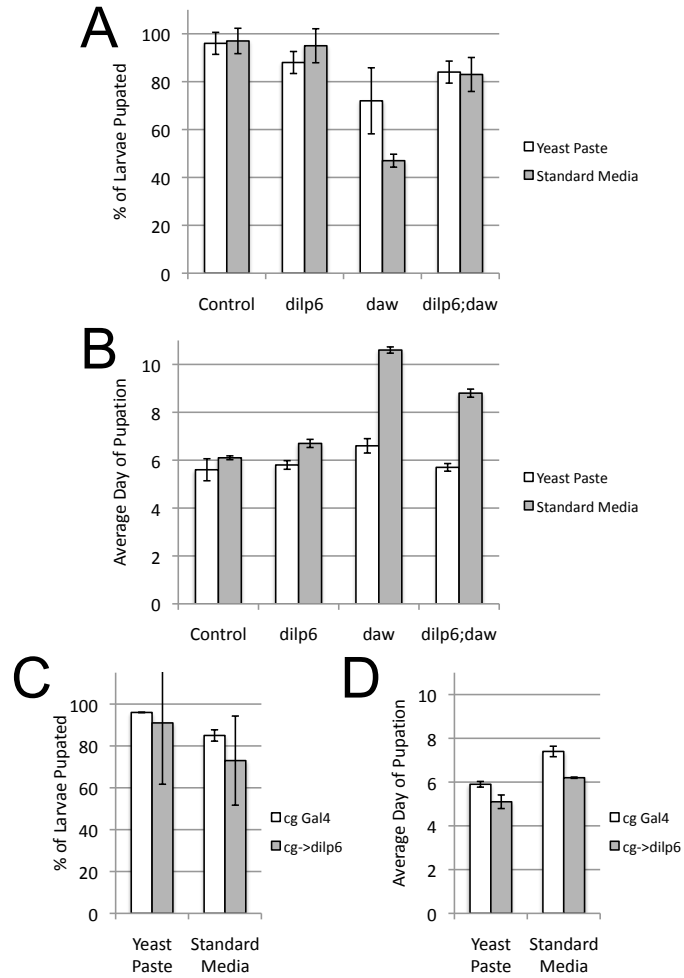 A
% of Larvae Pupated
100
80
60
40
20
0
Control dilp6 daw dilp6;daw
Yeast Paste
Standard Media
B
Average Day of Pupation
10
8
6
4
2
0
Control dilp6 daw dilp6;daw
Yeast Paste
Standard Media
C
% of Larvae Pupated
100
80
60
40
20
0
Yeast Paste
Standard Media
cg Gal4
cg->dilp6
D
Average Day of Pupation
10
8
6
4
2
0
Yeast Paste
Standard Media
cg Gal4
cg->dilp6